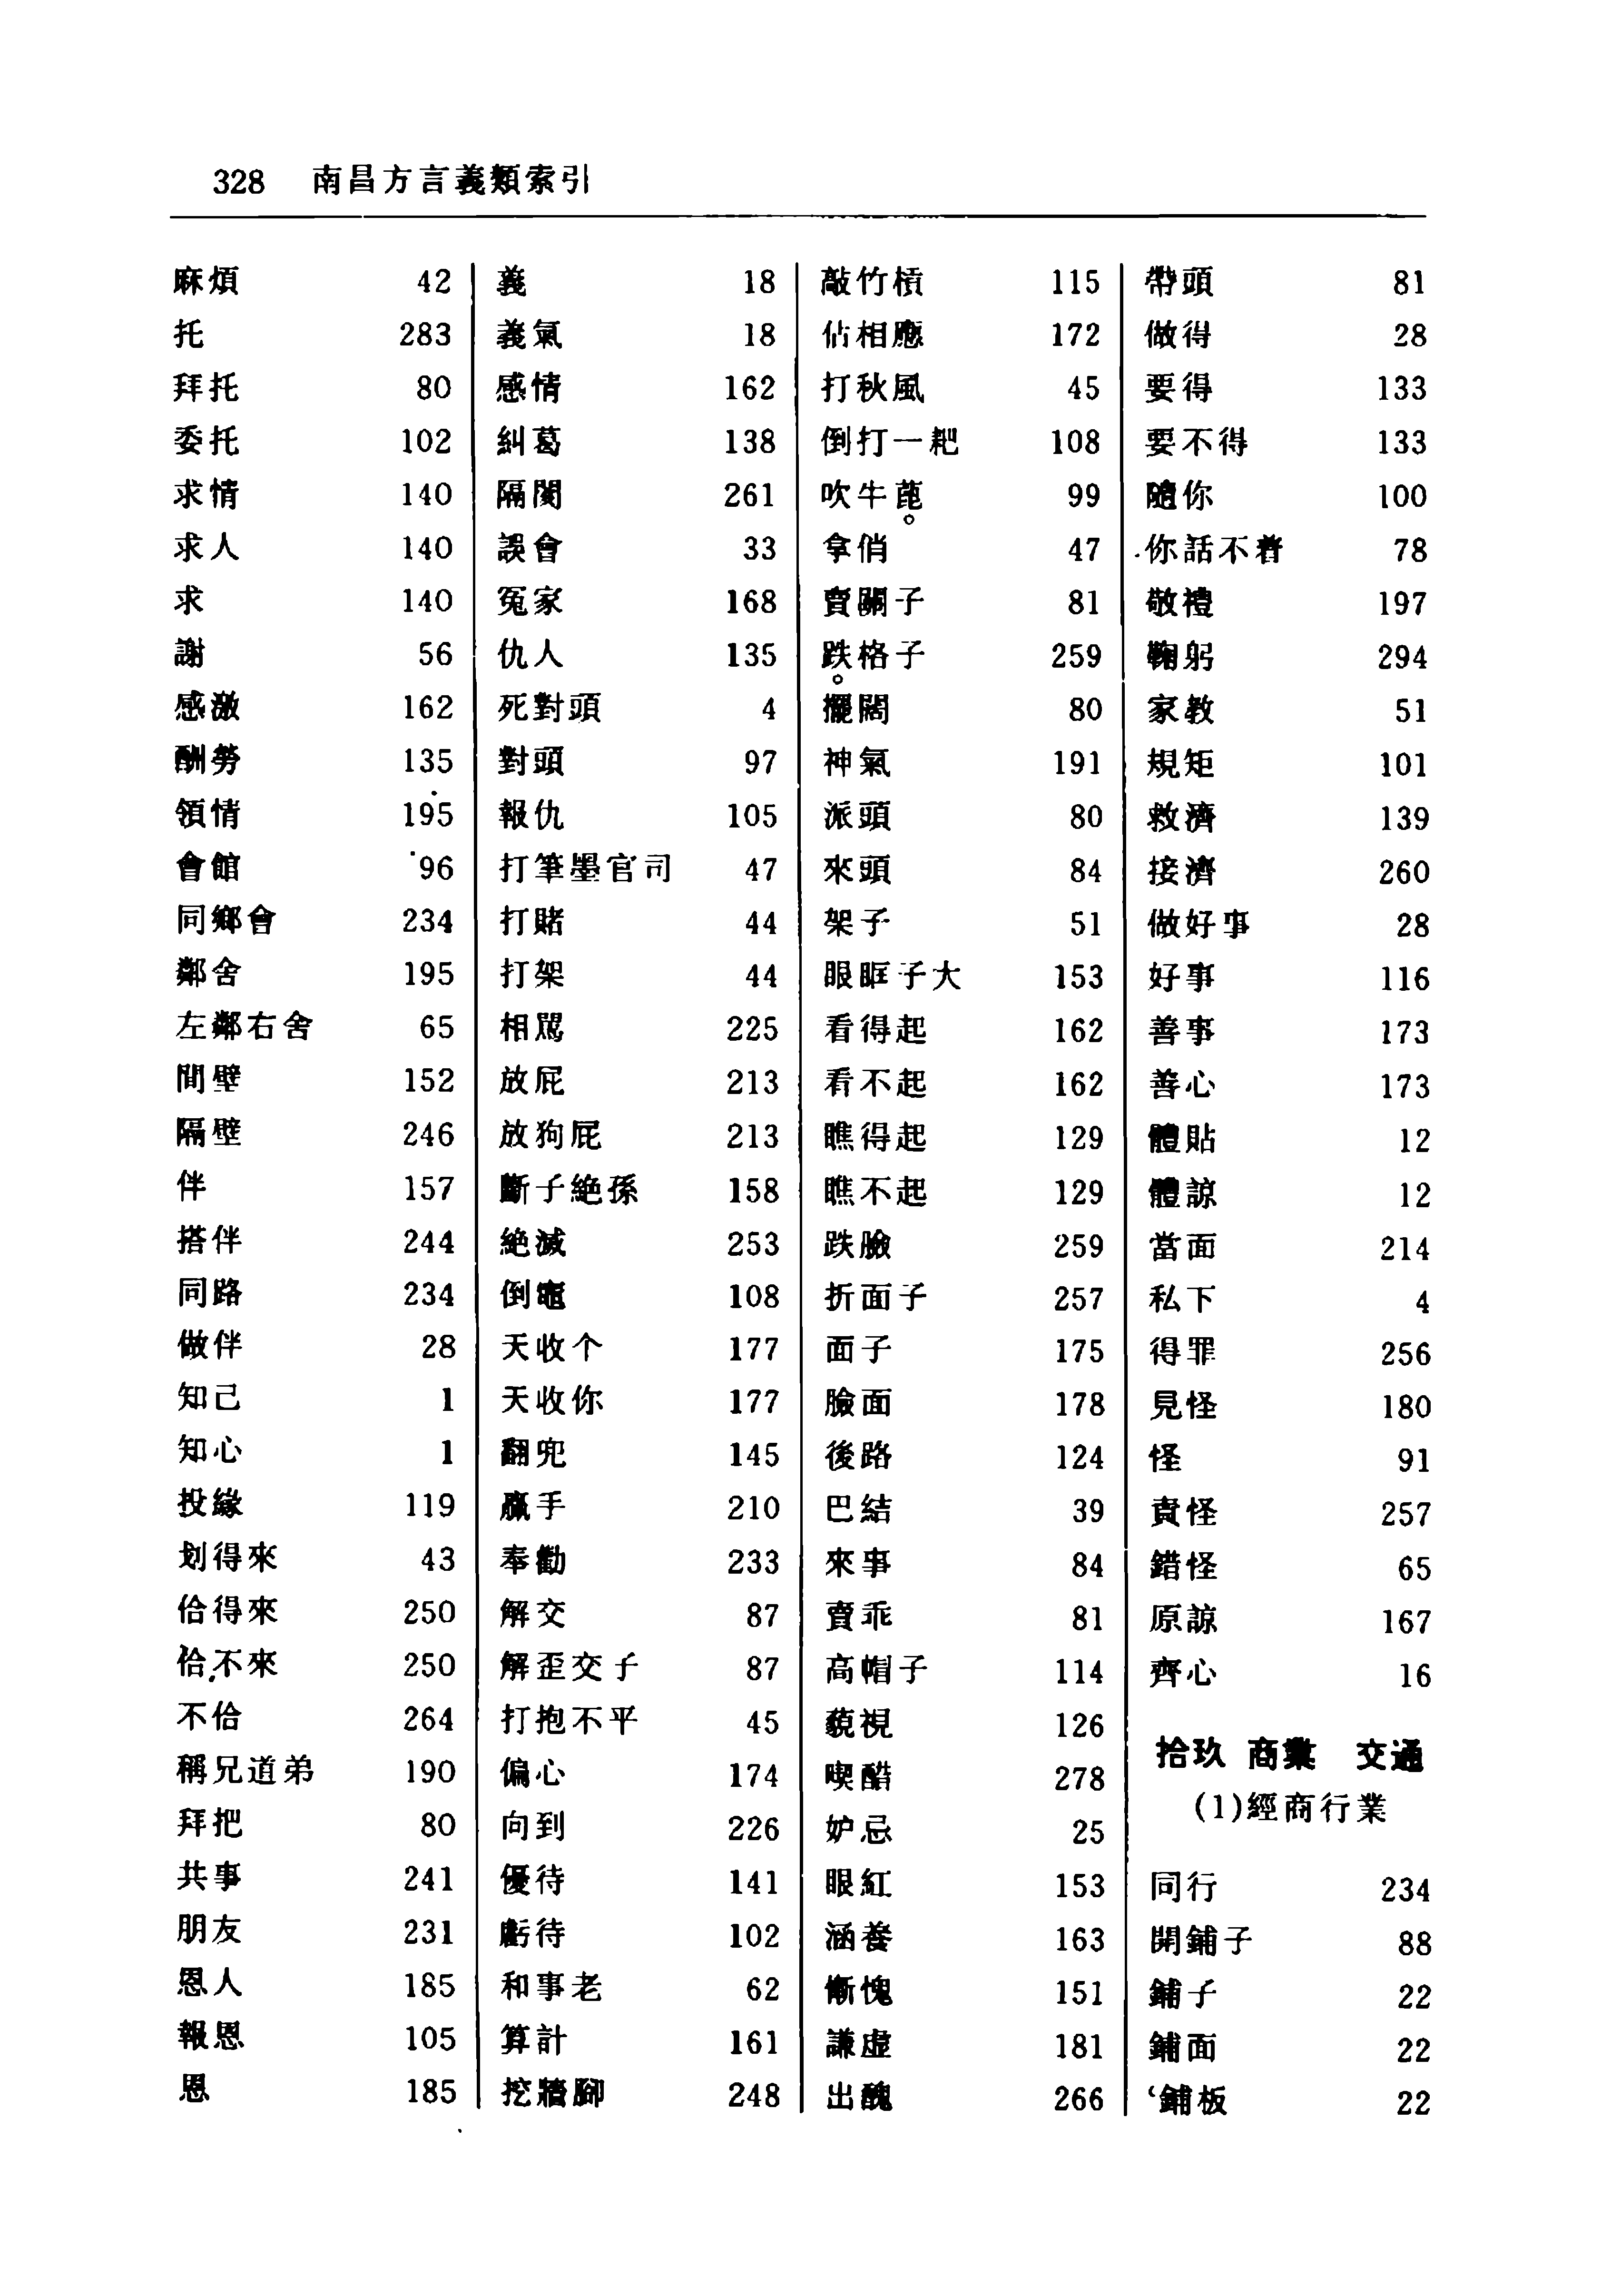 328 南昌方言義類索引
麻煩 42
托 283
拜托 80
委托 102
求情 140
求人 140
求 140
謝 56
感激 162
酬勞 135
領情 195
會館 96
同鄉會 234
鄰舍 195
左鄰右舍 65
間壁 152
隔壁 246
伴 157
搭伴 244
同路 234
做伴 28
知己 1
知心 1
投緣 119
划得來 43
佮得來 250
佮不來 250
不佮 264
稱兄道弟 190
拜把 80
共事 241
朋友 231
恩人 185
報恩 105
恩 185
義 18
義氣 18
感情 162
糾葛 138
隔閡 261
誤會 33
冤家 168
仇人 135
死對頭 4
對頭 97
報仇 105
打筆墨官司 47
打賭 44
打架 44
相罵 225
放屁 213
放狗屁 213
斷子絕孫 158
絕滅 253
倒竈 108
天收个 177
天收你 177
翻兜 145
贏手 210
奉勸 233
解交 87
解歪交子 87
打抱不平 45
偏心 174
向到 226
優待 141
虧待 102
和事老 62
算計 161
挖牆腳 248
敲竹槓 115
佔相應 172
打秋風 45
倒打一耙 108
吹牛茞 99
拿俏 47
賣關子 81
跌格子 259
擺闊 80
神氣 191
派頭 80
來頭 84
架子 51
眼眶子大 153
看得起 162
看不起 162
瞧得起 129
瞧不起 129
跌臉 259
折面子 257
面子 175
臉面 178
後路 124
巴結 39
來事 84
賣乖 81
高帽子 114
藐視 126
喫醋 278
妒忌 25
眼紅 153
涵養 163
慚愧 151
謙虛 181
出醜 266
帶頭 81
做得 28
要得 133
要不得 133
隨你 100
你話不着 78
敬禮 197
鞠躬 294
家教 51
規矩 101
救濟 139
接濟 260
做好事 28
好事 116
善事 173
善心 173
體貼 12
體諒 12
當面 214
私下 4
得罪 256
見怪 180
怪 91
責怪 257
錯怪 65
原諒 167
齊心 16
拾玖 商業 交通
(1)經商行業
同行 234
開鋪子 88
鋪子 22
鋪面 22
鋪板 22